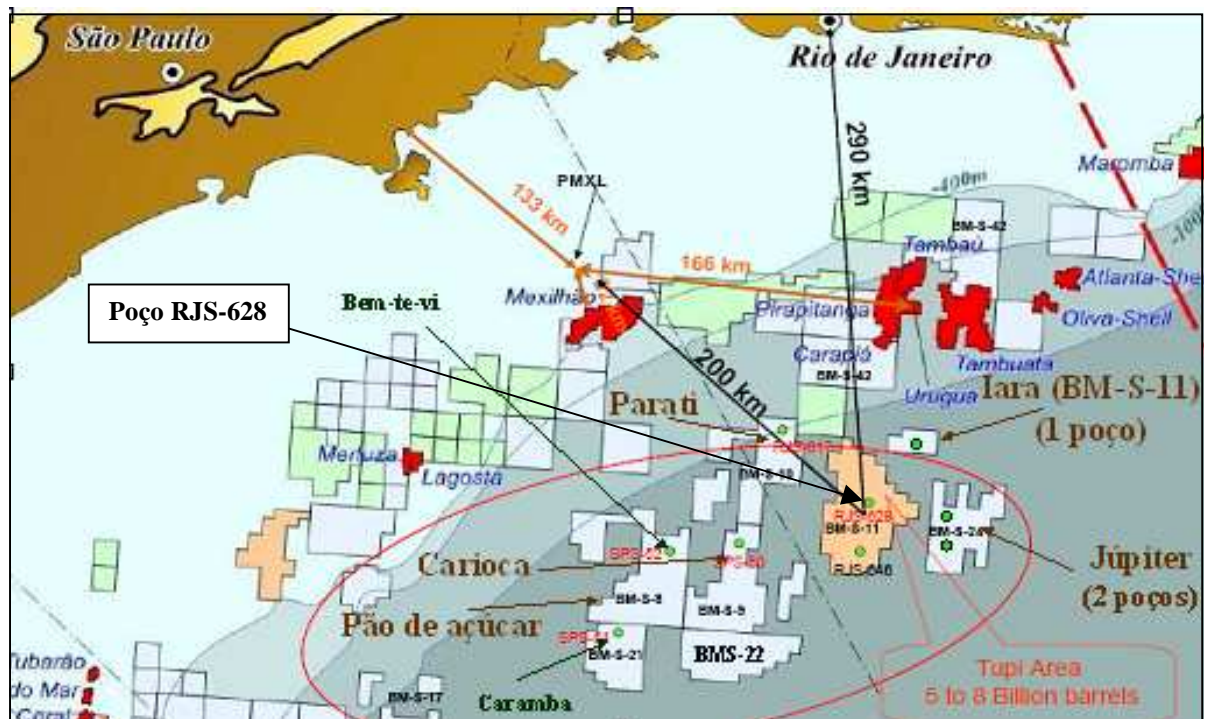 São Paulo
Rio de Janeiro
290 km
Maromba
-400m
PMXL
133 km
BM-S-42
Tambaú
166 km
Atlanta-She
Mexilhão
Bem-te-vi
Poço RJS-628
Pirapitanga
Oliva-Shell
Carapiá
BM-S-42
Tambuatá
200 km
Uruguá
Iara (BM-S-11)
(1 poço)
Parati
Merluza
Lagosta
BM-S-10
RJS-628
BM-S-11
BM-S-24
Júpiter
(2 poços)
Carioca
RJS-646
BM-S-8
BM-S-9
Pão de açúcar
BM-S-21
BMS-22
Tupi Area
5 to 8 Billion barrels
Tubarão
do Mar
Coral
BM-S-17
Caramba